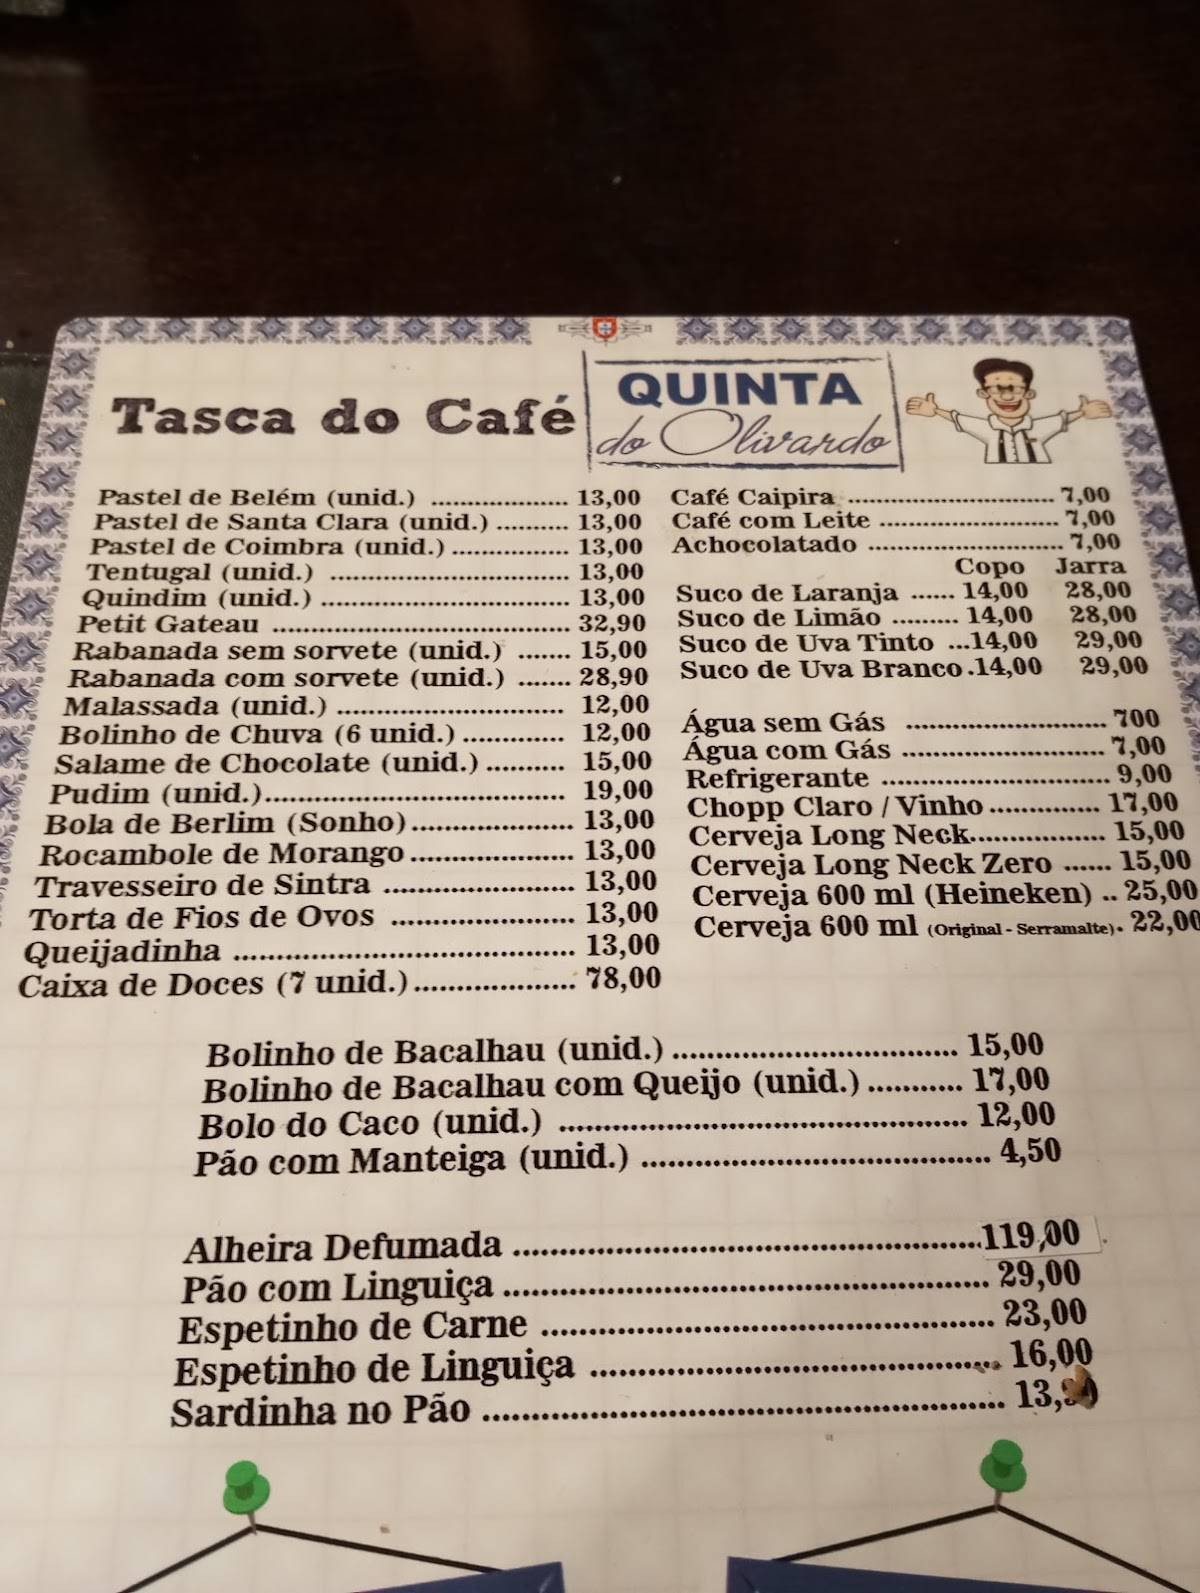 Tasca do Café
QUINTA
do Olivardo
Pastel de Belém (unid.) .................. 13,00
Pastel de Santa Clara (unid.) .......... 13,00
Pastel de Coimbra (unid.) ................ 13,00
Tentugal (unid.) ................................ 13,00
Quindim (unid.) ................................. 13,00
Petit Gateau ....................................... 32,90
Rabanada sem sorvete (unid.) ....... 15,00
Rabanada com sorvete (unid.) ....... 28,90
Malassada (unid.) ............................. 12,00
Bolinho de Chuva (6 unid.) ............. 12,00
Salame de Chocolate (unid.) .......... 15,00
Pudim (unid.)...................................... 19,00
Bola de Berlim (Sonho)..................... 13,00
Rocambole de Morango..................... 13,00
Travesseiro de Sintra ........................ 13,00
Torta de Fios de Ovos ....................... 13,00
Queijadinha ........................................ 13,00
Caixa de Doces (7 unid.)................... 78,00
Café Caipira .............................. 7,00
Café com Leite .......................... 7,00
Achocolatado ............................ 7,00
Copo Jarra
Suco de Laranja ...... 14,00 28,00
Suco de Limão ......... 14,00 28,00
Suco de Uva Tinto ...14,00 29,00
Suco de Uva Branco.14,00 29,00
Água sem Gás .......................... 700
Água com Gás .......................... 7,00
Refrigerante ............................. 9,00
Chopp Claro / Vinho .............. 17,00
Cerveja Long Neck................. 15,00
Cerveja Long Neck Zero ...... 15,00
Cerveja 600 ml (Heineken) .. 25,00
Cerveja 600 ml (Original - Serramalte). 22,00
Bolinho de Bacalhau (unid.) ................................ 15,00
Bolinho de Bacalhau com Queijo (unid.) ........... 17,00
Bolo do Caco (unid.) ............................................. 12,00
Pão com Manteiga (unid.) ..................................... 4,50
Alheira Defumada ................................................119,00
Pão com Linguiça .................................................. 29,00
Espetinho de Carne ............................................... 23,00
Espetinho de Linguiça .......................................... 16,00
Sardinha no Pão ....................................................